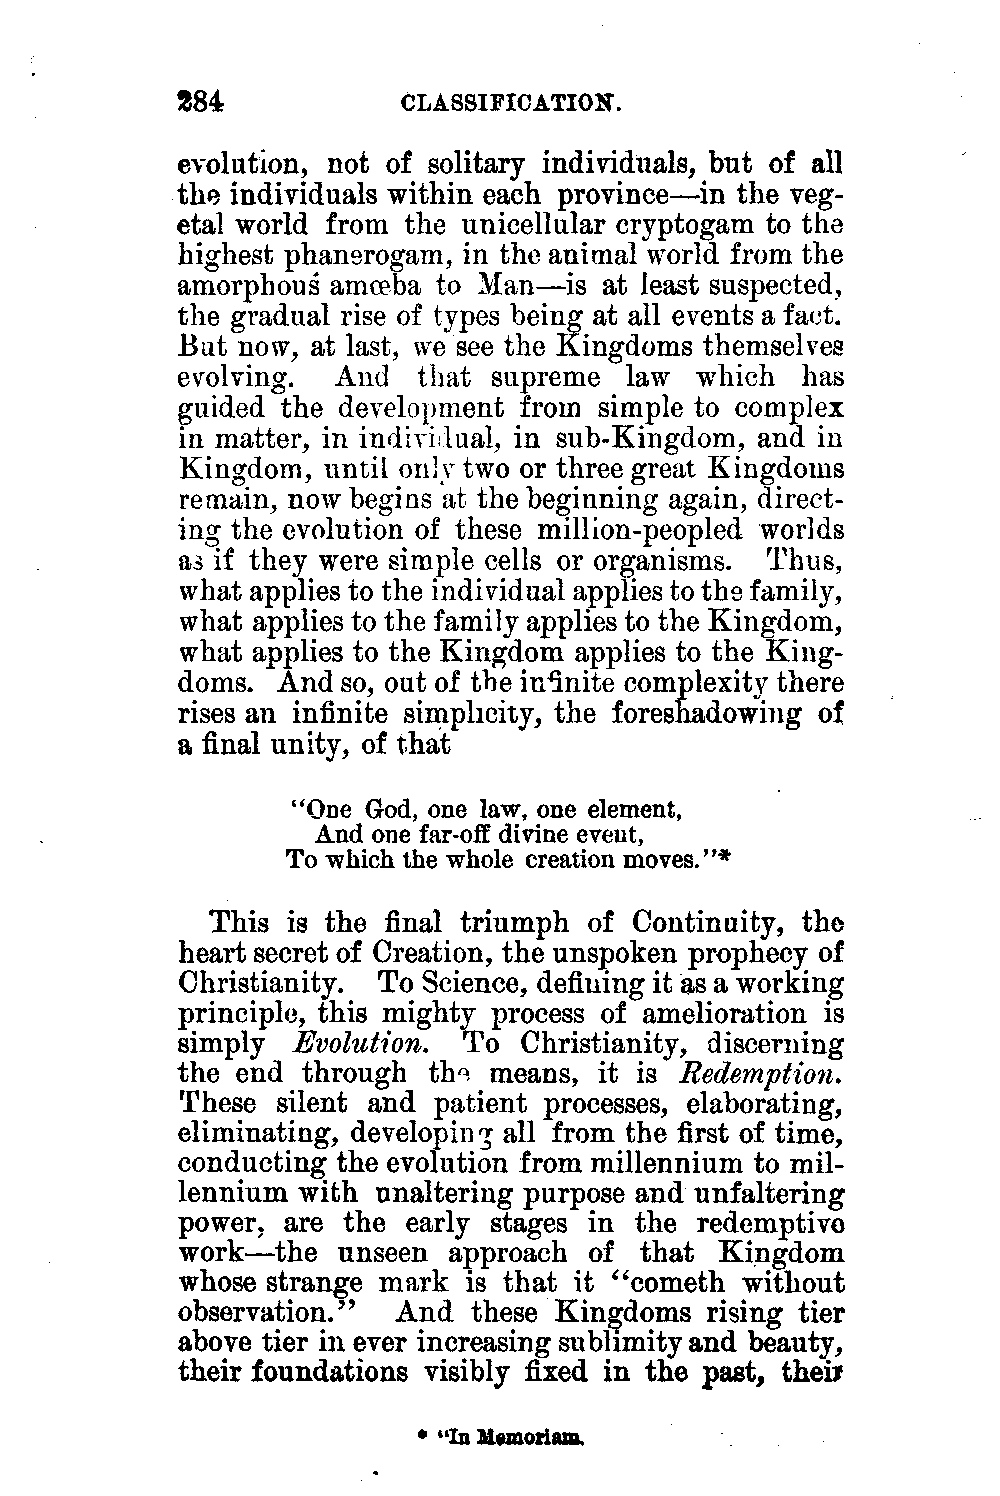 284 CLASSIFICATION.
evolution, not of solitary individuals, but of all
the individuals within each province—in the veg-
etal world from the unicellular cryptogam to the
highest phanerogam, in the animal world from the
amorphous amœba to Man—is at least suspected,
the gradual rise of types being at all events a fact.
But now, at last, we see the Kingdoms themselves
evolving. And that supreme law which has
guided the development from simple to complex
in matter, in individual, in sub-Kingdom, and in
Kingdom, until only two or three great Kingdoms
remain, now begins at the beginning again, direct-
ing the evolution of these million-peopled worlds
as if they were simple cells or organisms. Thus,
what applies to the individual applies to the family,
what applies to the family applies to the Kingdom,
what applies to the Kingdom applies to the King-
doms. And so, out of the infinite complexity there
rises an infinite simplicity, the foreshadowing of
a final unity, of that
"One God, one law, one element,
And one far-off divine event,
To which the whole creation moves."*
This is the final triumph of Continuity, the
heart secret of Creation, the unspoken prophecy of
Christianity. To Science, defining it as a working
principle, this mighty process of amelioration is
simply Evolution. To Christianity, discerning
the end through the means, it is Redemption.
These silent and patient processes, elaborating,
eliminating, developing all from the first of time,
conducting the evolution from millennium to mil-
lennium with unaltering purpose and unfaltering
power, are the early stages in the redemptive
work—the unseen approach of that Kingdom
whose strange mark is that it "cometh without
observation." And these Kingdoms rising tier
above tier in ever increasing sublimity and beauty,
their foundations visibly fixed in the past, their
* "In Memoriam.